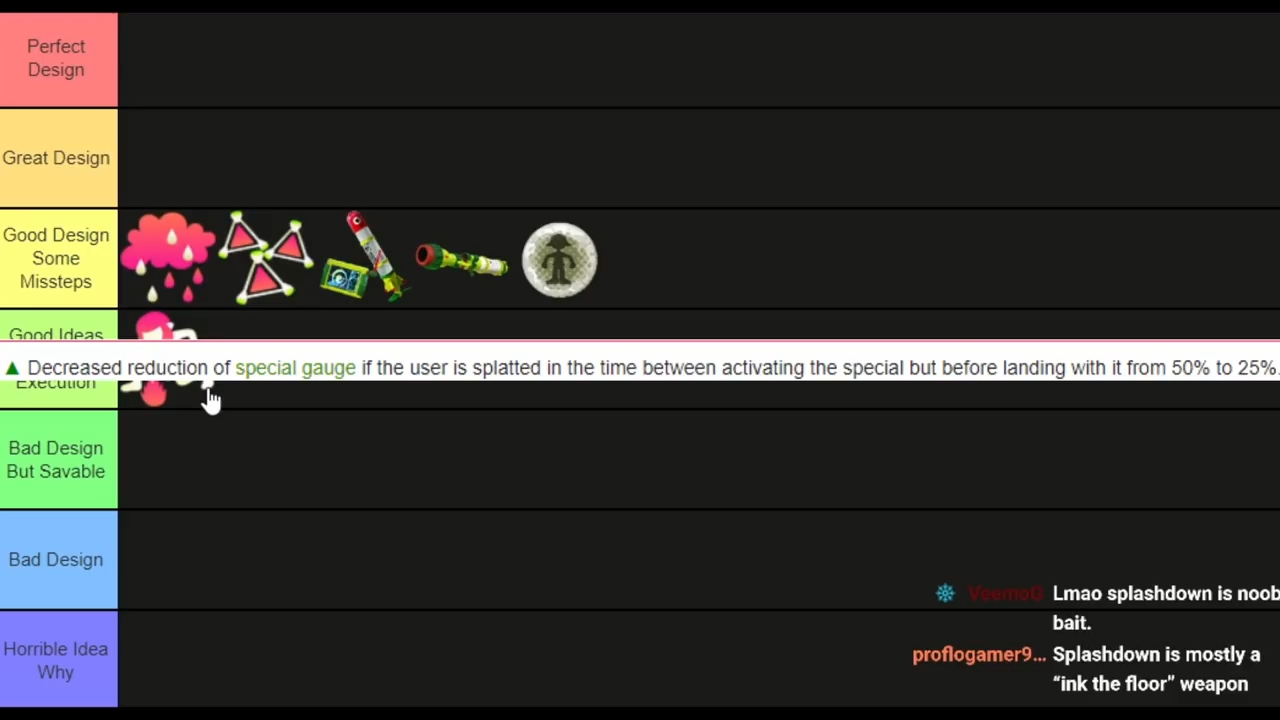 Perfect
Design
Great Design
Good Design
Some
Missteps
Good Ideas
▲ Decreased reduction of special gauge if the user is splatted in the time between activating the special but before landing with it from 50% to 25%.
Execution
Bad Design
But Savable
Bad Design
VeemoO Lmao splashdown is noob
bait.
proflogamer9... Splashdown is mostly a
“ink the floor” weapon
Horrible Idea
Why